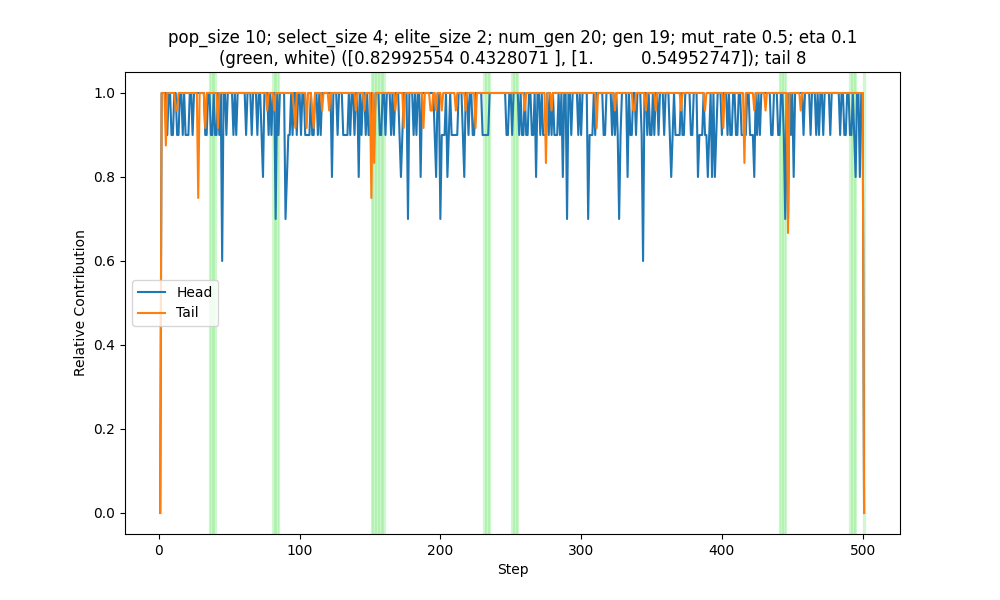 pop_size 10; select_size 4; elite_size 2; num_gen 20; gen 19; mut_rate 0.5; eta 0.1
(green, white) ([0.82992554 0.4328071 ], [1.         0.54952747]); tail 8
1.0
0.8
0.6
0.4
0.2
0.0
Relative Contribution
Head
Tail
0 100 200 300 400 500
Step